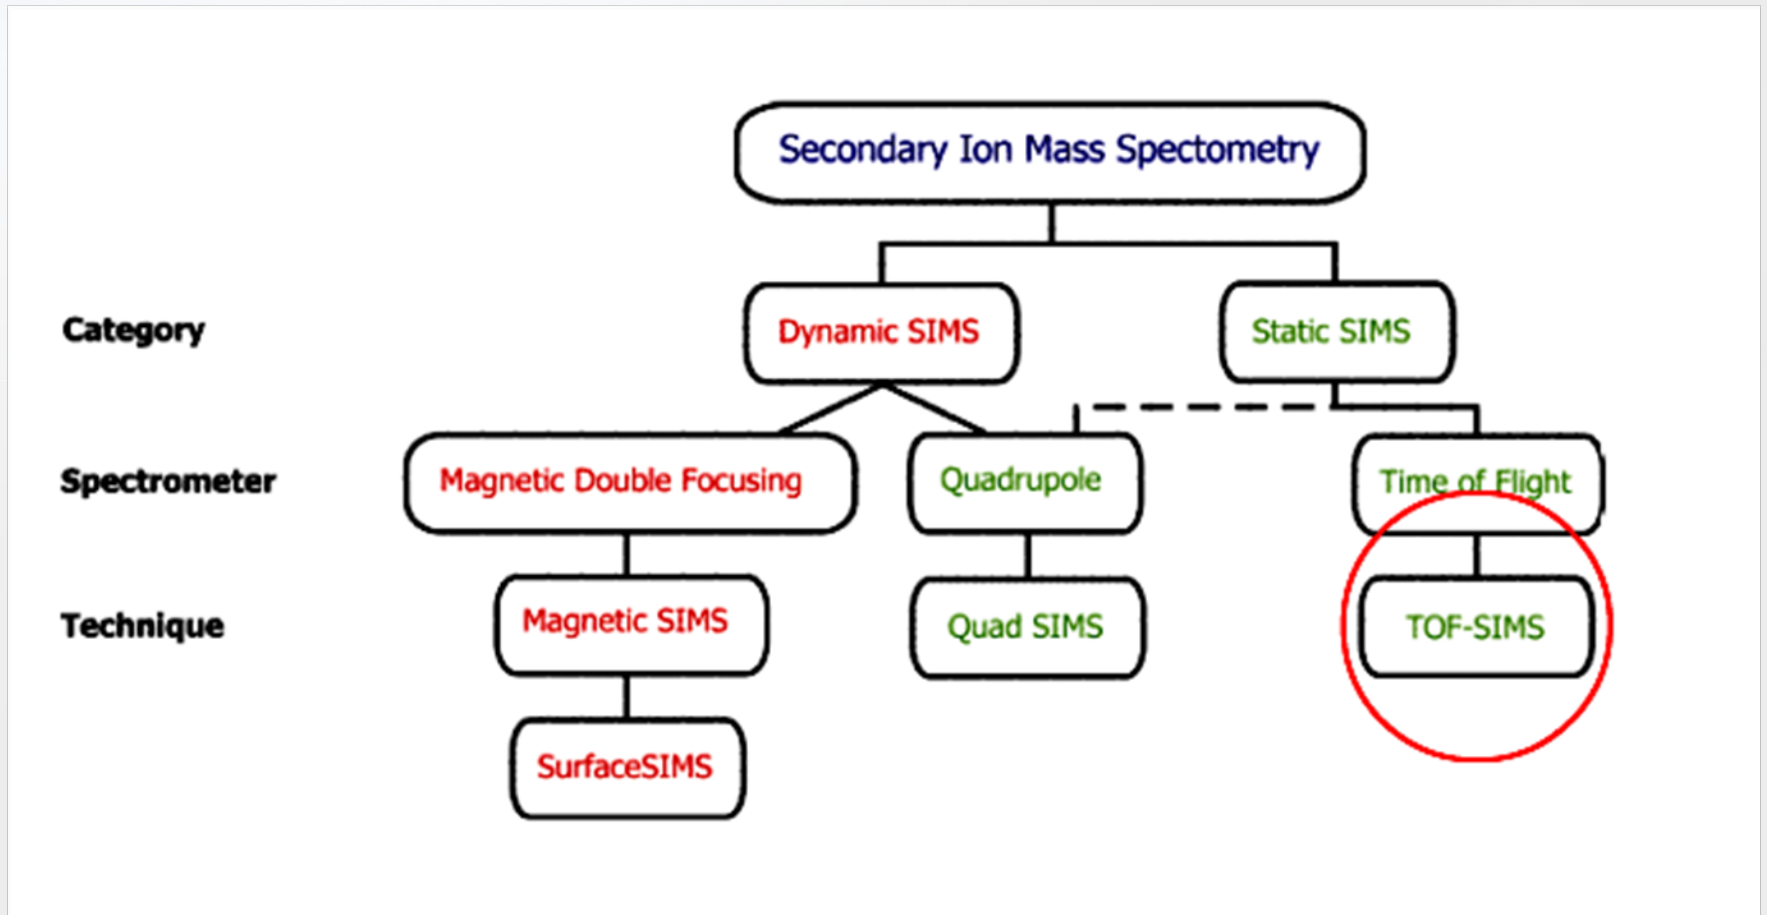 Secondary Ion Mass Spectometry
Category
Dynamic SIMS
Static SIMS
Spectrometer
Magnetic Double Focusing
Quadrupole
Time of Flight
Technique
Magnetic SIMS
Quad SIMS
TOF-SIMS
SurfaceSIMS